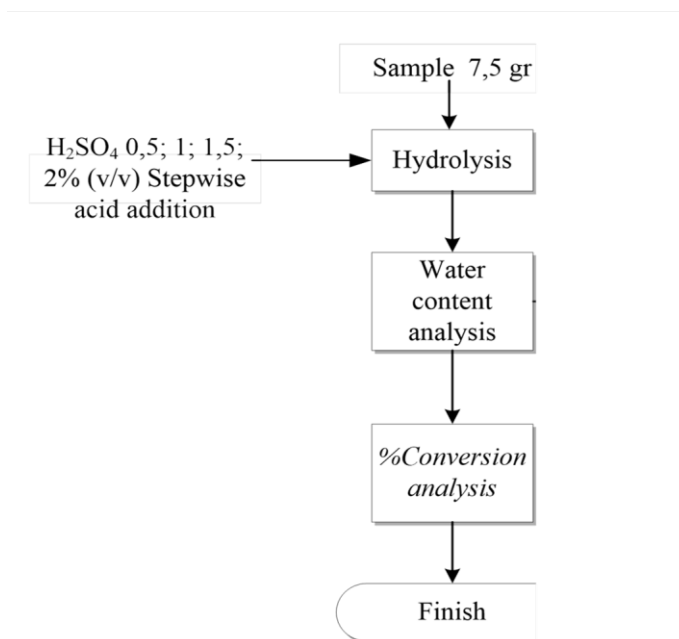 Sample 7,5 gr
H₂SO₄ 0,5; 1; 1,5;
2% (v/v) Stepwise
acid addition
Hydrolysis
Water
content
analysis
%Conversion
analysis
Finish